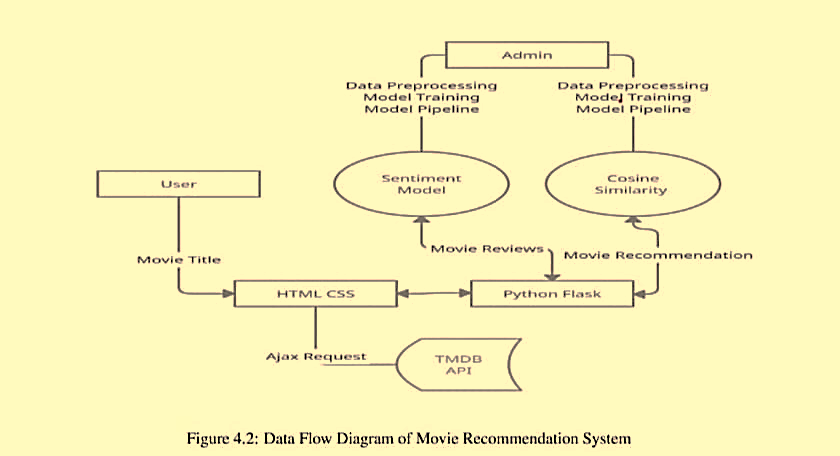 Admin
Data Preprocessing
Model Training
Model Pipeline
Data Preprocessing
Model Training
Model Pipeline
Sentiment
Model
Cosine
Similarity
User
Movie Reviews
Movie Recommendation
Movie Title
HTML CSS
Python Flask
Ajax Request
TMDB
API
Figure 4.2: Data Flow Diagram of Movie Recommendation System